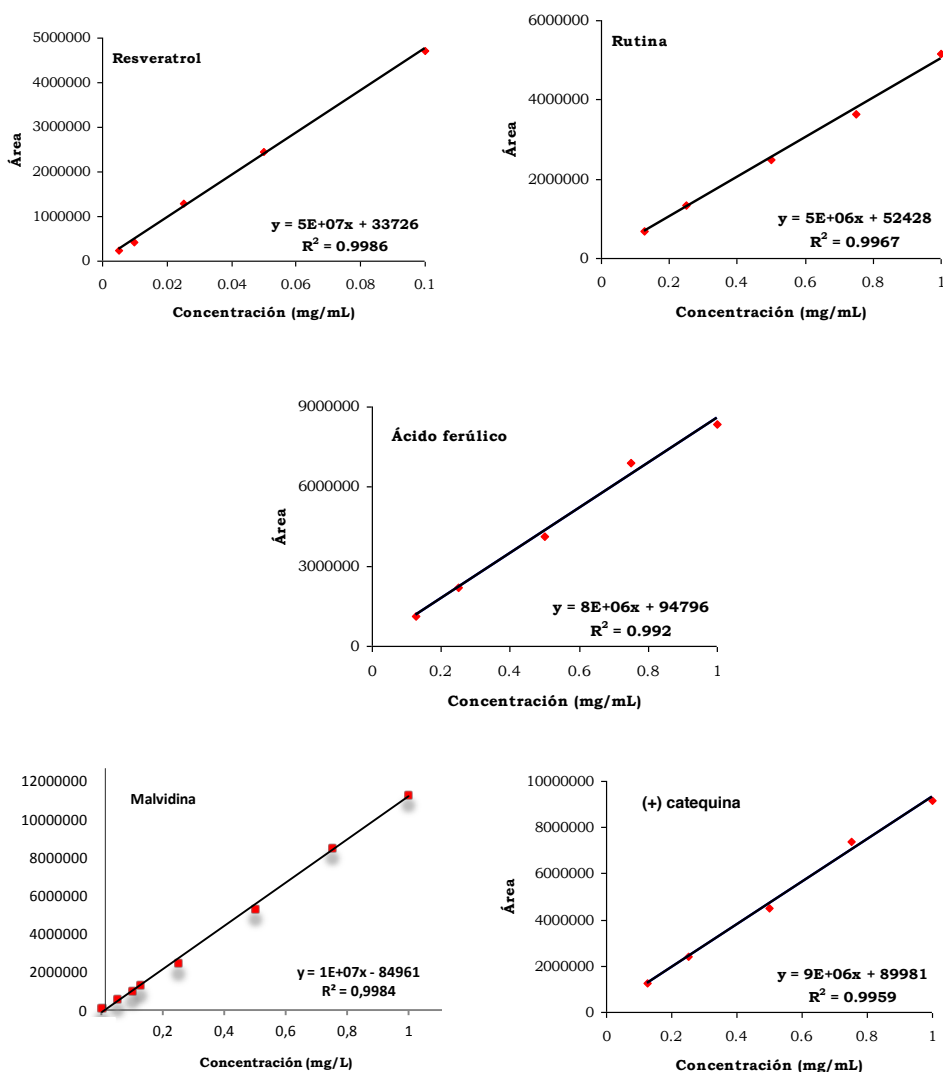 Resveratrol
5000000
4000000
3000000
2000000
1000000
0
Área
y = 5E+07x + 33726
R² = 0.9986
0 0.02 0.04 0.06 0.08 0.1
Concentración (mg/mL)
Rutina
6000000
4000000
2000000
0
Área
y = 5E+06x + 52428
R² = 0.9967
0 0.2 0.4 0.6 0.8 1
Concentración (mg/mL)
Ácido ferúlico
9000000
6000000
3000000
0
Área
y = 8E+06x + 94796
R² = 0.992
0 0.2 0.4 0.6 0.8 1
Concentración (mg/mL)
Malvidina
12000000
10000000
8000000
6000000
4000000
2000000
0
y = 1E+07x - 84961
R² = 0,9984
0 0,2 0,4 0,6 0,8 1
Concentración (mg/L)
(+) catequina
10000000
8000000
6000000
4000000
2000000
0
Área
y = 9E+06x + 89981
R² = 0.9959
0 0.2 0.4 0.6 0.8 1
Concentración (mg/mL)